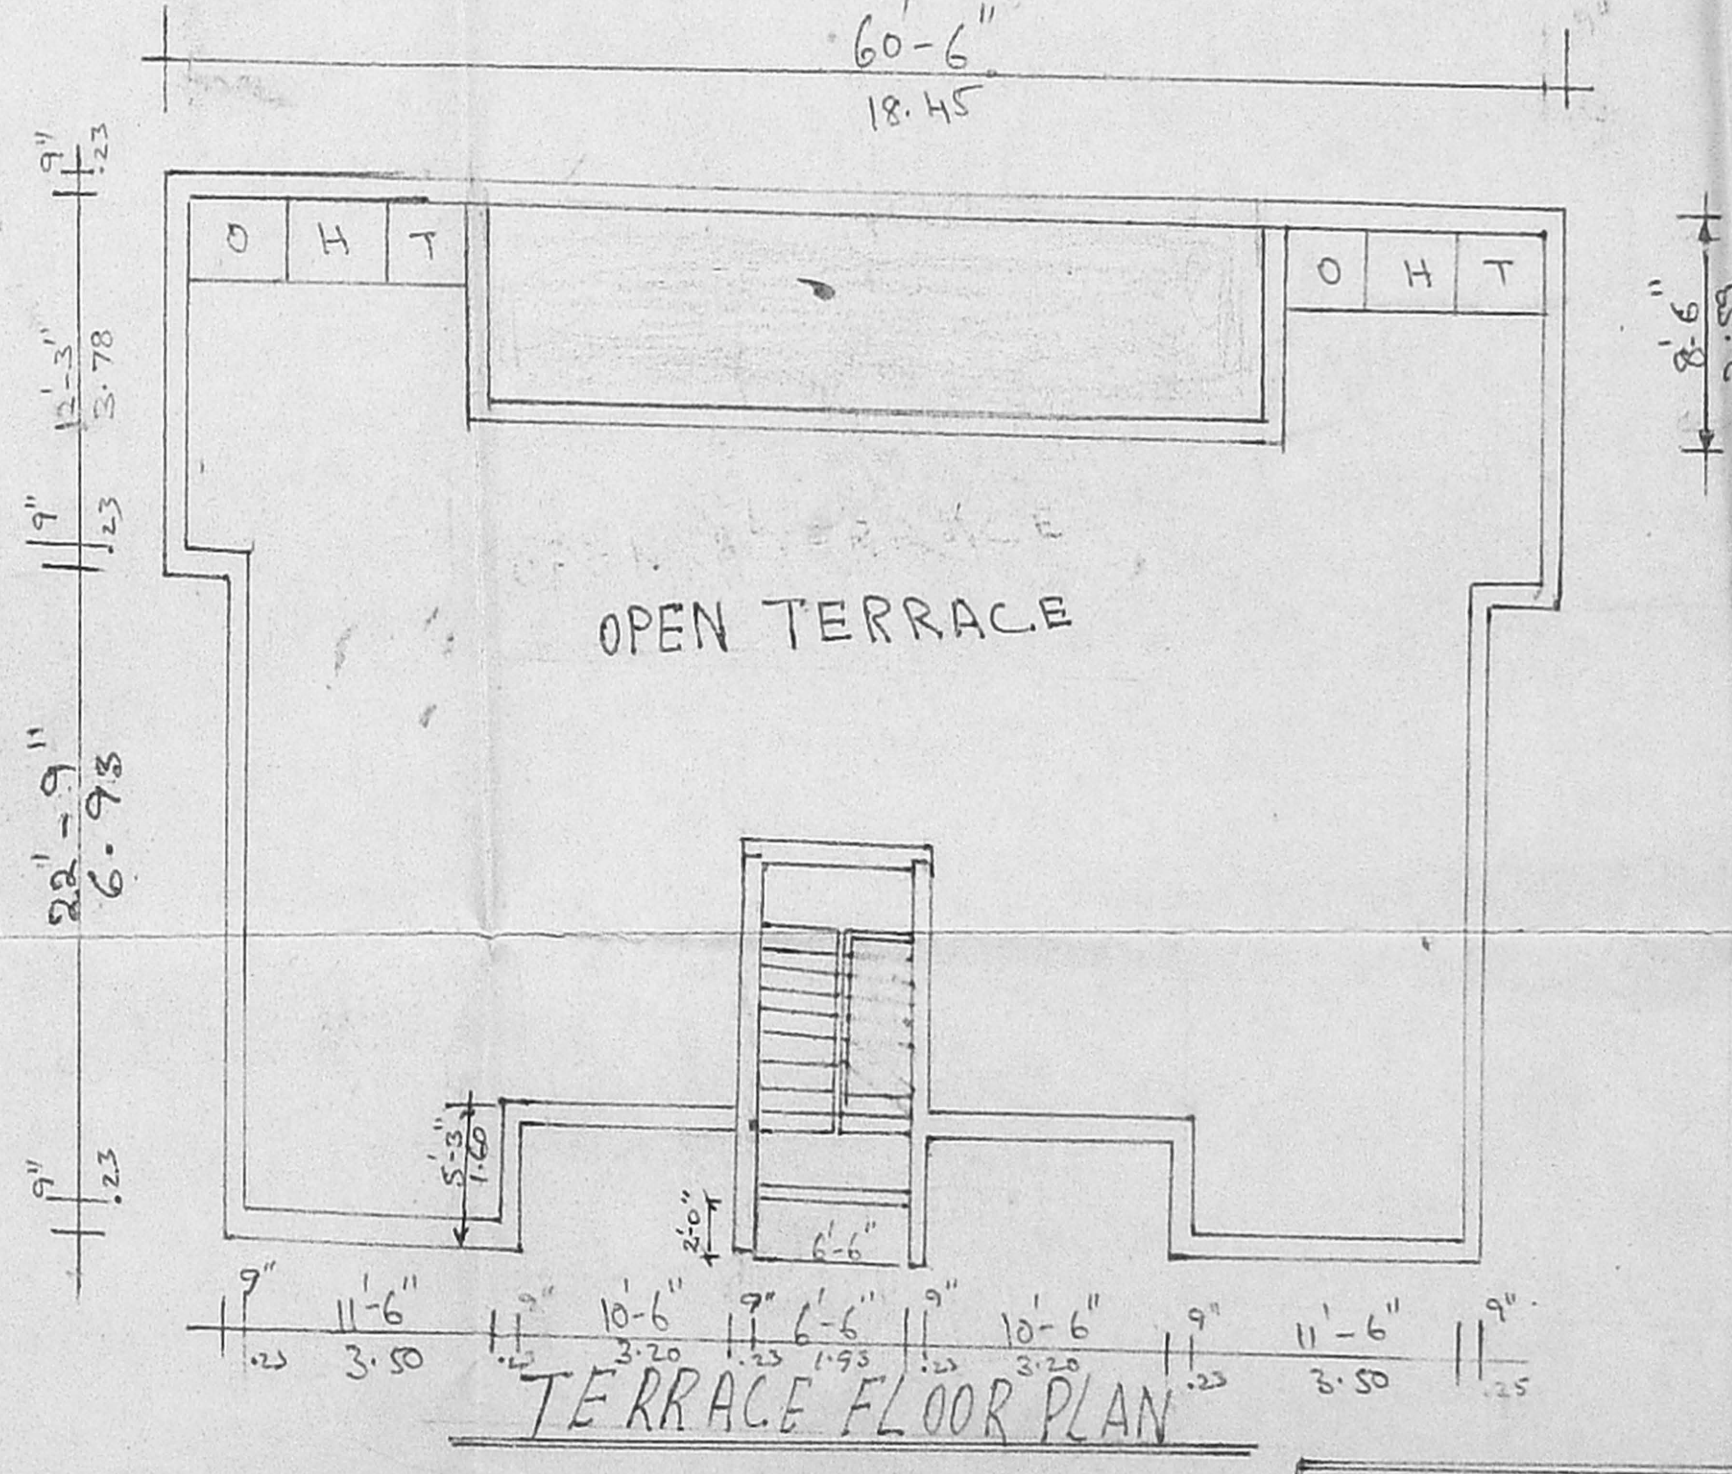 60'-6"
18.45
9"
.23
O H T
O H T
12'-3"
3.78
8'-6"
9"
.23
OPEN TERRACE
22'-9"
6.93
5'-3"
1.60
9"
.23
2'-0"
6'-6"
9" 11'-6" 9" 10'-6" 9" 6'-6" 9" 10'-6" 9" 11'-6" 9"
.23 3.50 .23 3.20 .23 1.93 .23 3.20 .23 3.50 .25
TERRACE FLOOR PLAN